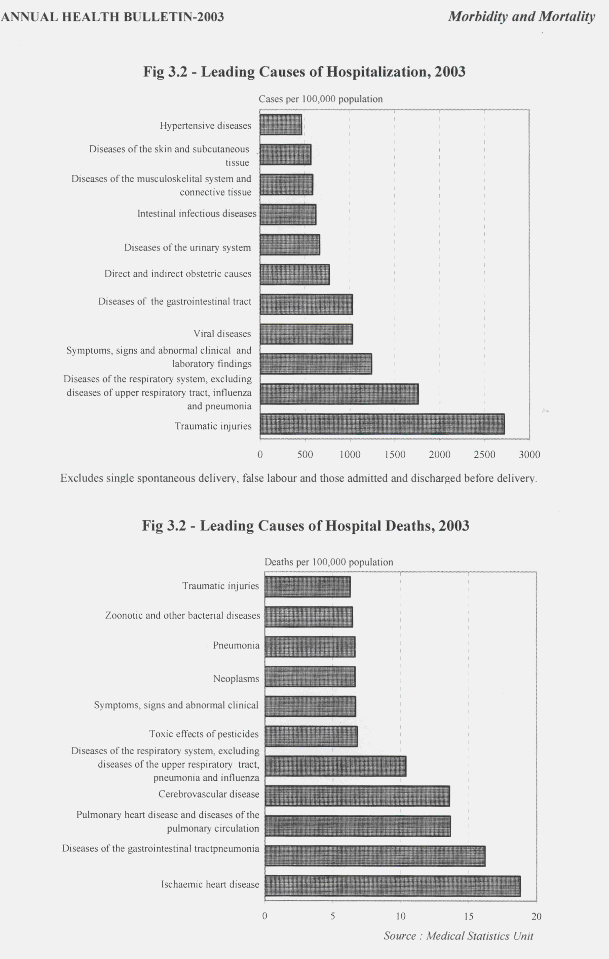 ANNUAL HEALTH BULLETIN-2003
Morbidity and Mortality
Fig 3.2 - Leading Causes of Hospitalization, 2003
Cases per 100,000 population
Hypertensive diseases
Diseases of the skin and subcutaneous
tissue
Diseases of the musculoskelital system and
connective tissue
Intestinal infectious diseases
Diseases of the urinary system
Direct and indirect obstetric causes
Diseases of the gastrointestinal tract
Viral diseases
Symptoms, signs and abnormal clinical and
laboratory findings
Diseases of the respiratory system, excluding
diseases of upper respiratory tract, influenza
and pneumonia
Traumatic injuries
0 500 1000 1500 2000 2500 3000
Excludes single spontaneous delivery, false labour and those admitted and discharged before delivery.
Fig 3.2 - Leading Causes of Hospital Deaths, 2003
Deaths per 100,000 population
Traumatic injuries
Zoonotic and other bacterial diseases
Pneumonia
Neoplasms
Symptoms, signs and abnormal clinical
Toxic effects of pesticides
Diseases of the respiratory system, excluding
diseases of the upper respiratory tract,
pneumonia and influenza
Cerebrovascular disease
Pulmonary heart disease and diseases of the
pulmonary circulation
Diseases of the gastrointestinal tractpneumonia
Ischaemic heart disease
0 5 10 15 20
Source : Medical Statistics Unit